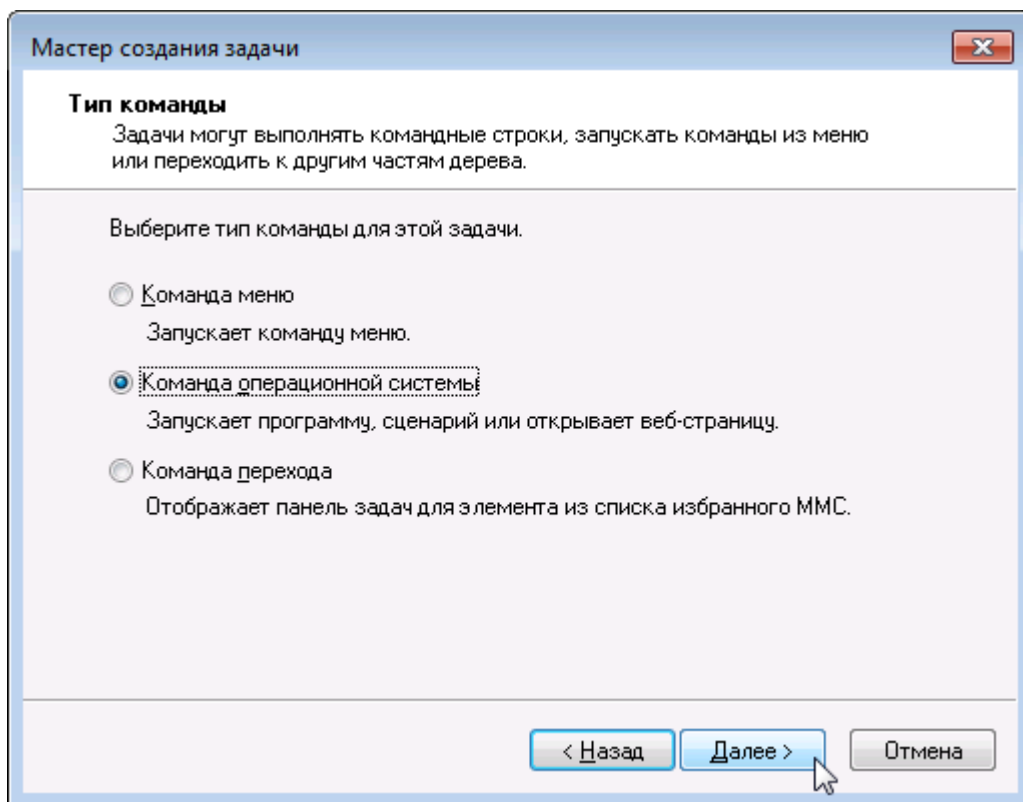 Мастер создания задачи
Тип команды
Задачи могут выполнять командные строки, запускать команды из меню
или переходить к другим частям дерева.
Выберите тип команды для этой задачи.
Команда меню
Запускает команду меню.
Команда операционной системы
Запускает программу, сценарий или открывает веб-страницу.
Команда перехода
Отображает панель задач для элемента из списка избранного MMC.
< Назад
Далее >
Отмена